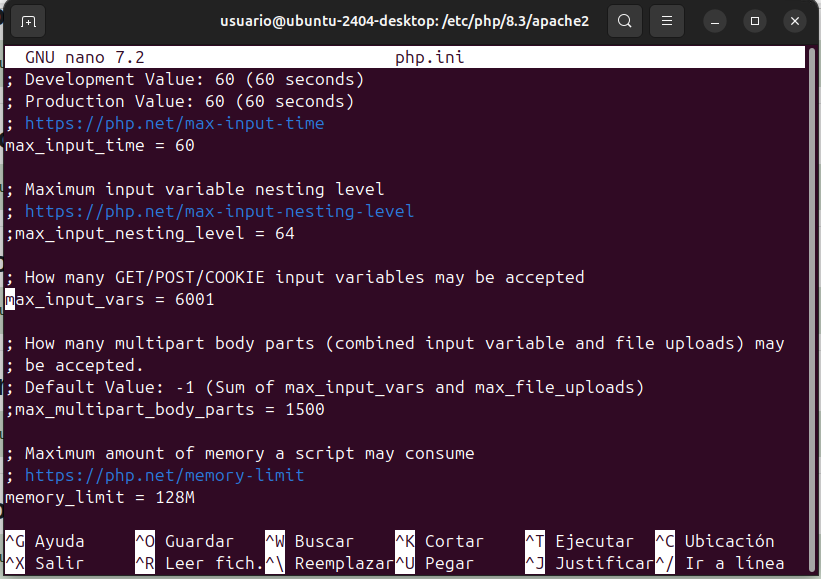 usuario@ubuntu-2404-desktop: /etc/php/8.3/apache2
GNU nano 7.2 php.ini
; Development Value: 60 (60 seconds)
; Production Value: 60 (60 seconds)
; https://php.net/max-input-time
max_input_time = 60
; Maximum input variable nesting level
; https://php.net/max-input-nesting-level
;max_input_nesting_level = 64
; How many GET/POST/COOKIE input variables may be accepted
max_input_vars = 6001
; How many multipart body parts (combined input variable and file uploads) may
; be accepted.
; Default Value: -1 (Sum of max_input_vars and max_file_uploads)
;max_multipart_body_parts = 1500
; Maximum amount of memory a script may consume
; https://php.net/memory-limit
memory_limit = 128M
^G Ayuda ^O Guardar ^W Buscar ^K Cortar ^T Ejecutar ^C Ubicación
^X Salir ^R Leer fich. ^\ Reemplazar ^U Pegar ^J Justificar ^/ Ir a línea